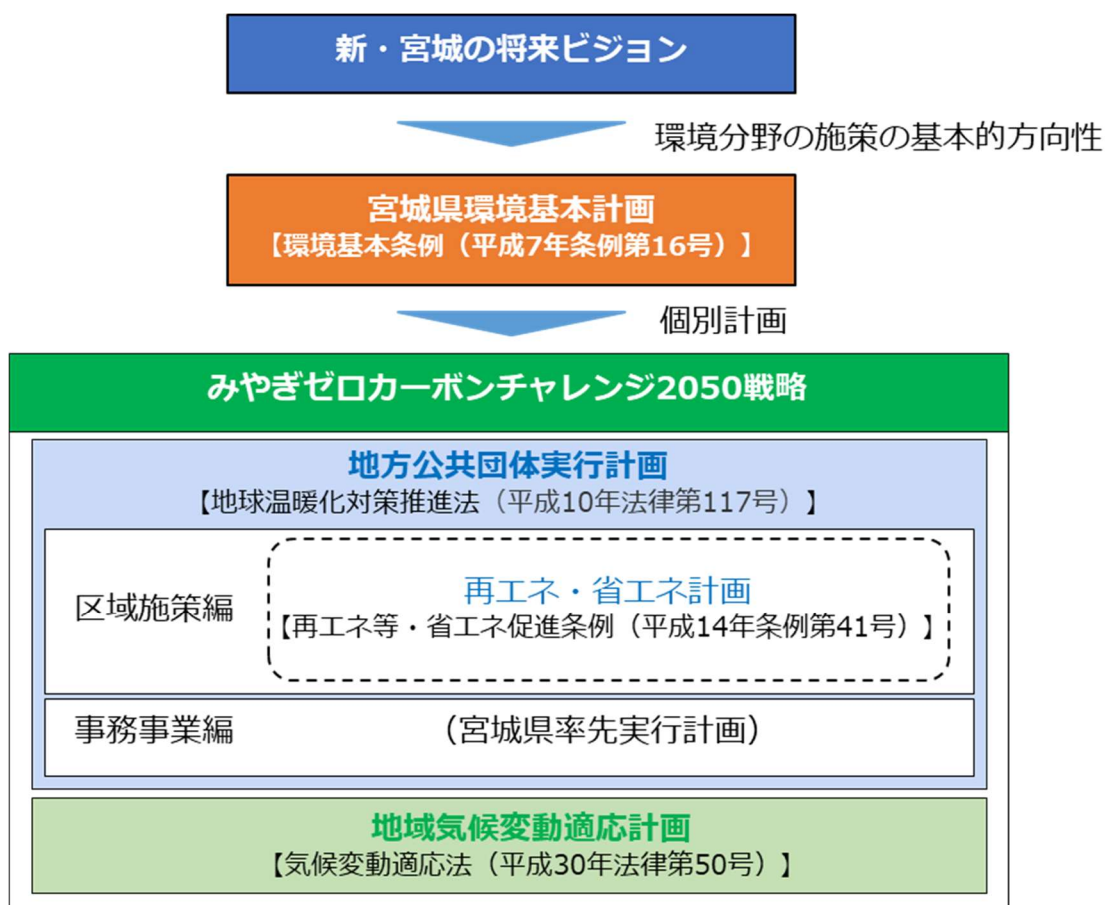 新・宮城の将来ビジョン
環境分野の施策の基本的方向性
宮城県環境基本計画
【環境基本条例（平成7年条例第16号）】
個別計画
みやぎゼロカーボンチャレンジ2050戦略
地方公共団体実行計画
【地球温暖化対策推進法（平成10年法律第117号）】
区域施策編
再エネ・省エネ計画
【再エネ等・省エネ促進条例（平成14年条例第41号）】
事務事業編
（宮城県率先実行計画）
地域気候変動適応計画
【気候変動適応法（平成30年法律第50号）】